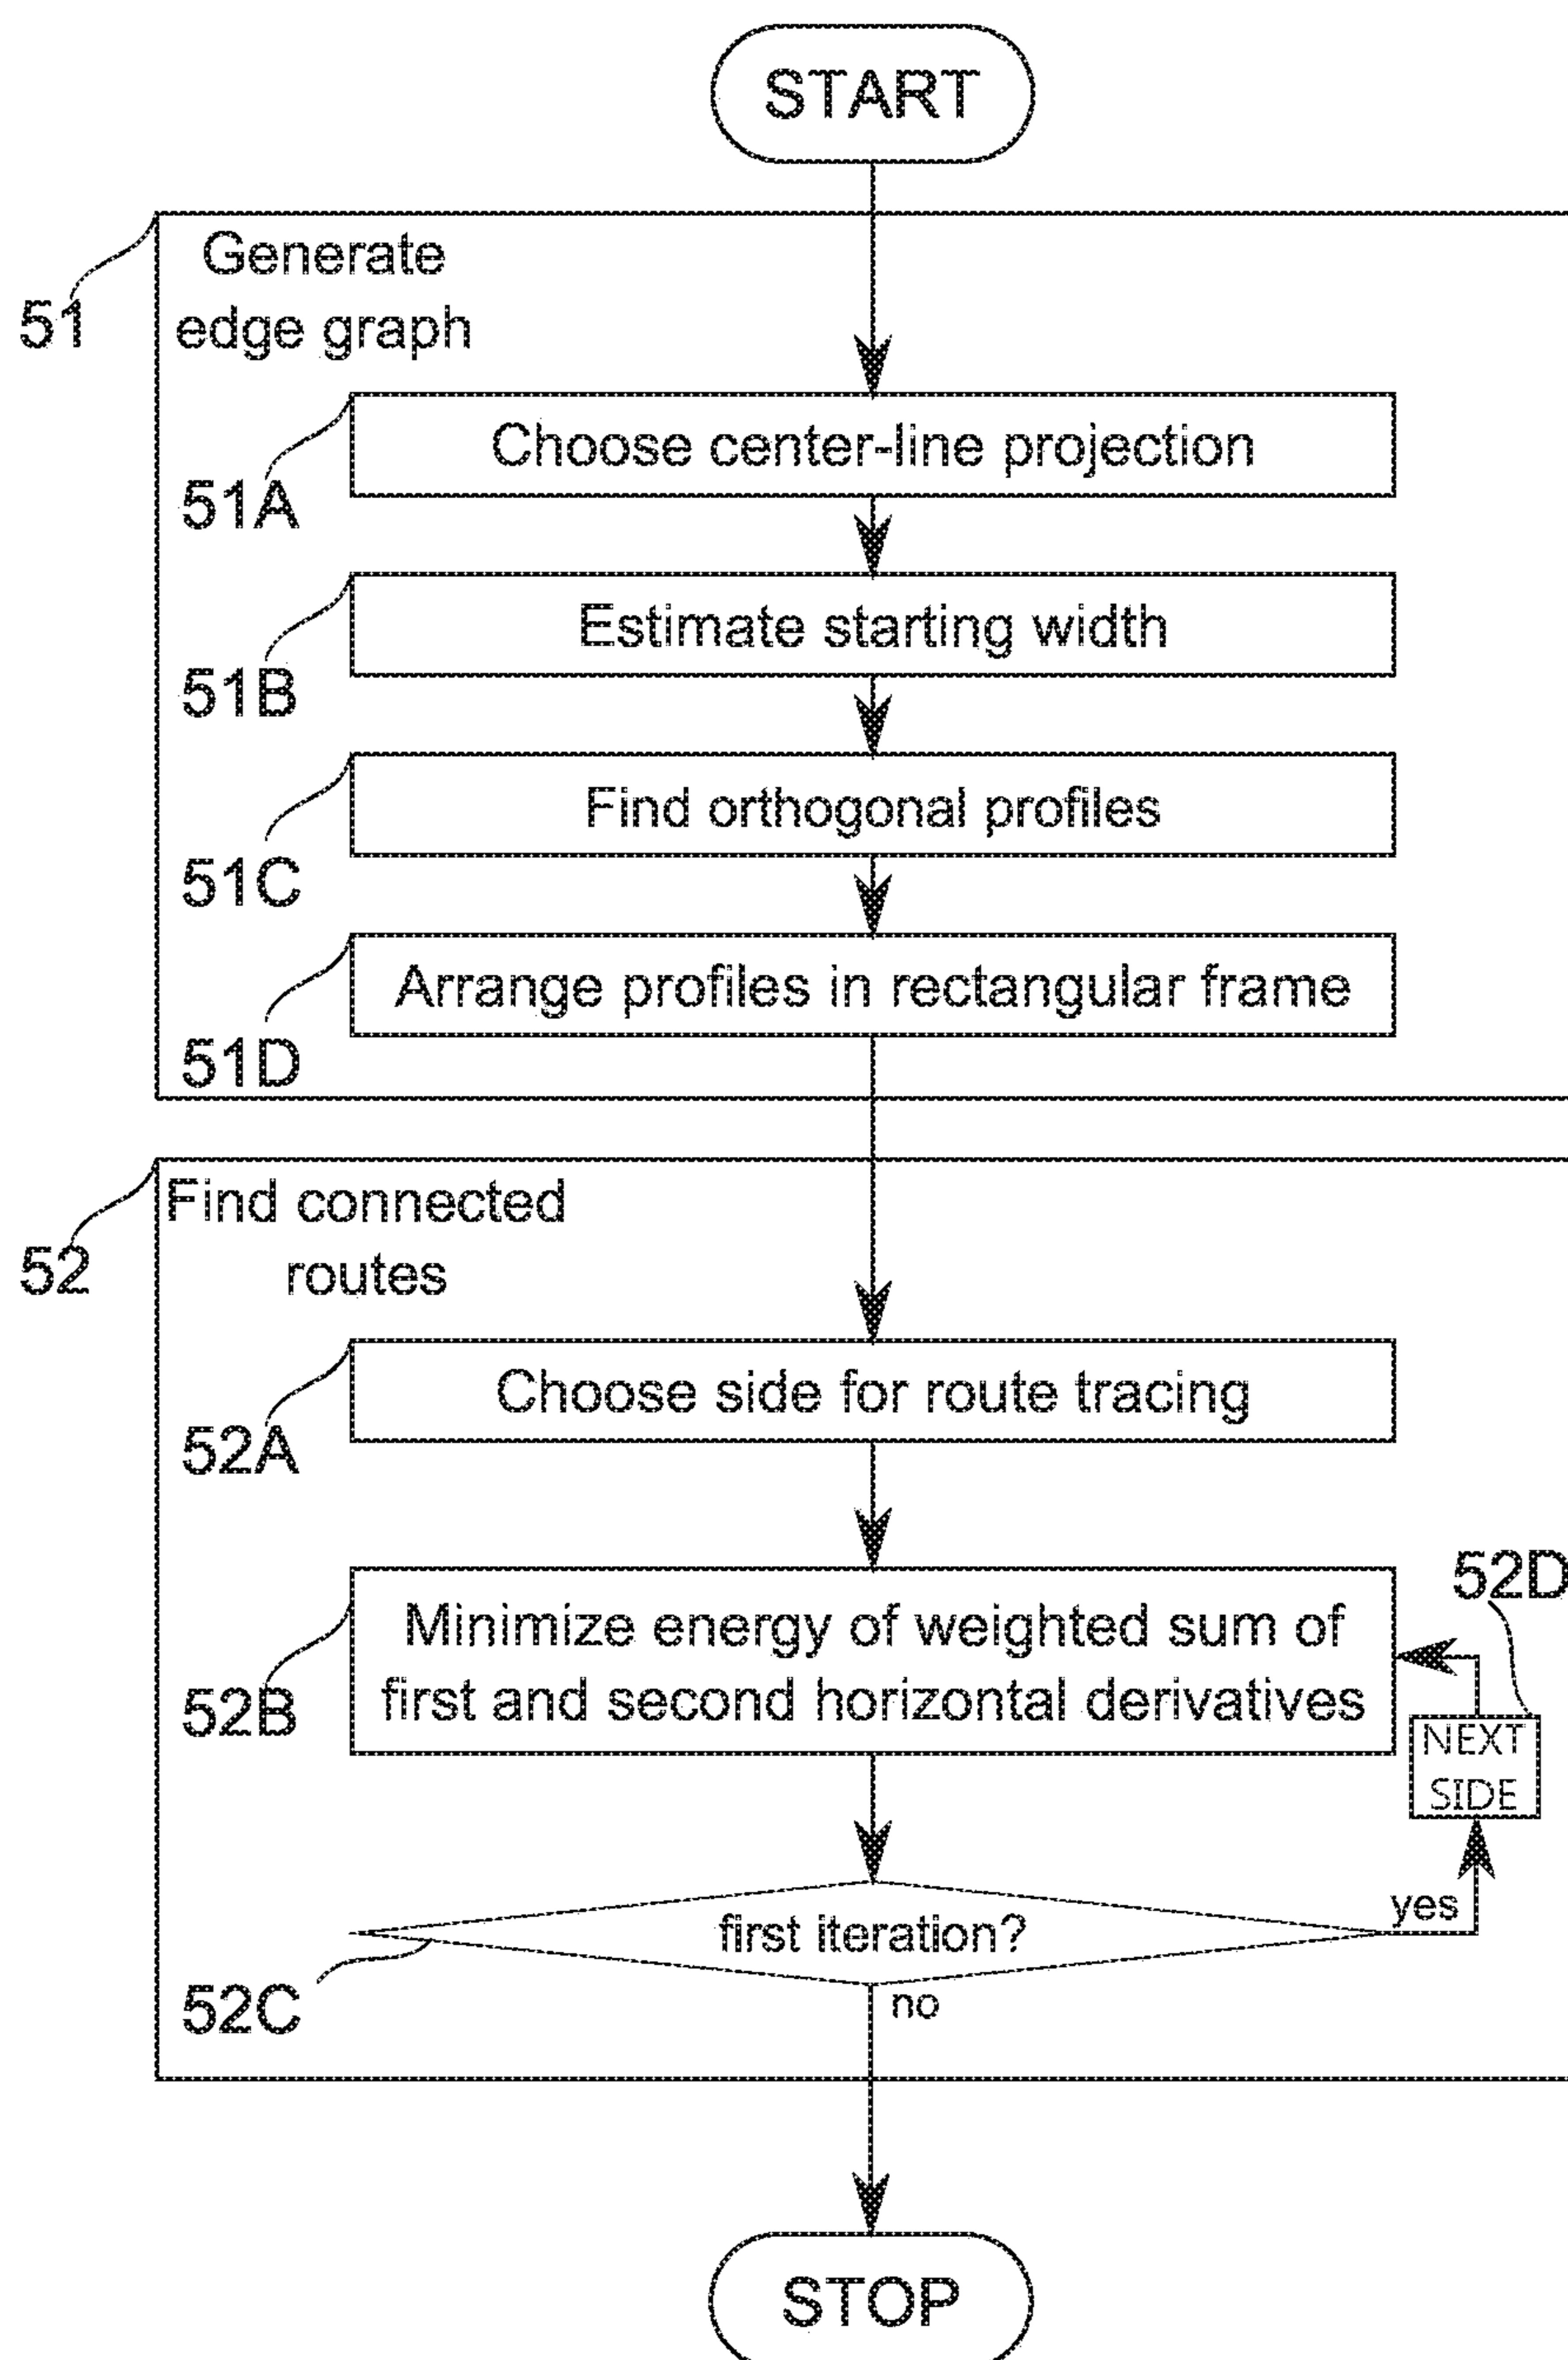 START
Generate
edge graph
51
Choose center-line projection
51A
Estimate starting width
51B
Find orthogonal profiles
51C
Arrange profiles in rectangular frame
51D
Find connected
routes
52
Choose side for route tracing
52A
52D
Minimize energy of weighted sum of
first and second horizontal derivatives
52B
NEXT
SIDE
first iteration?
yes
52C
no
STOP